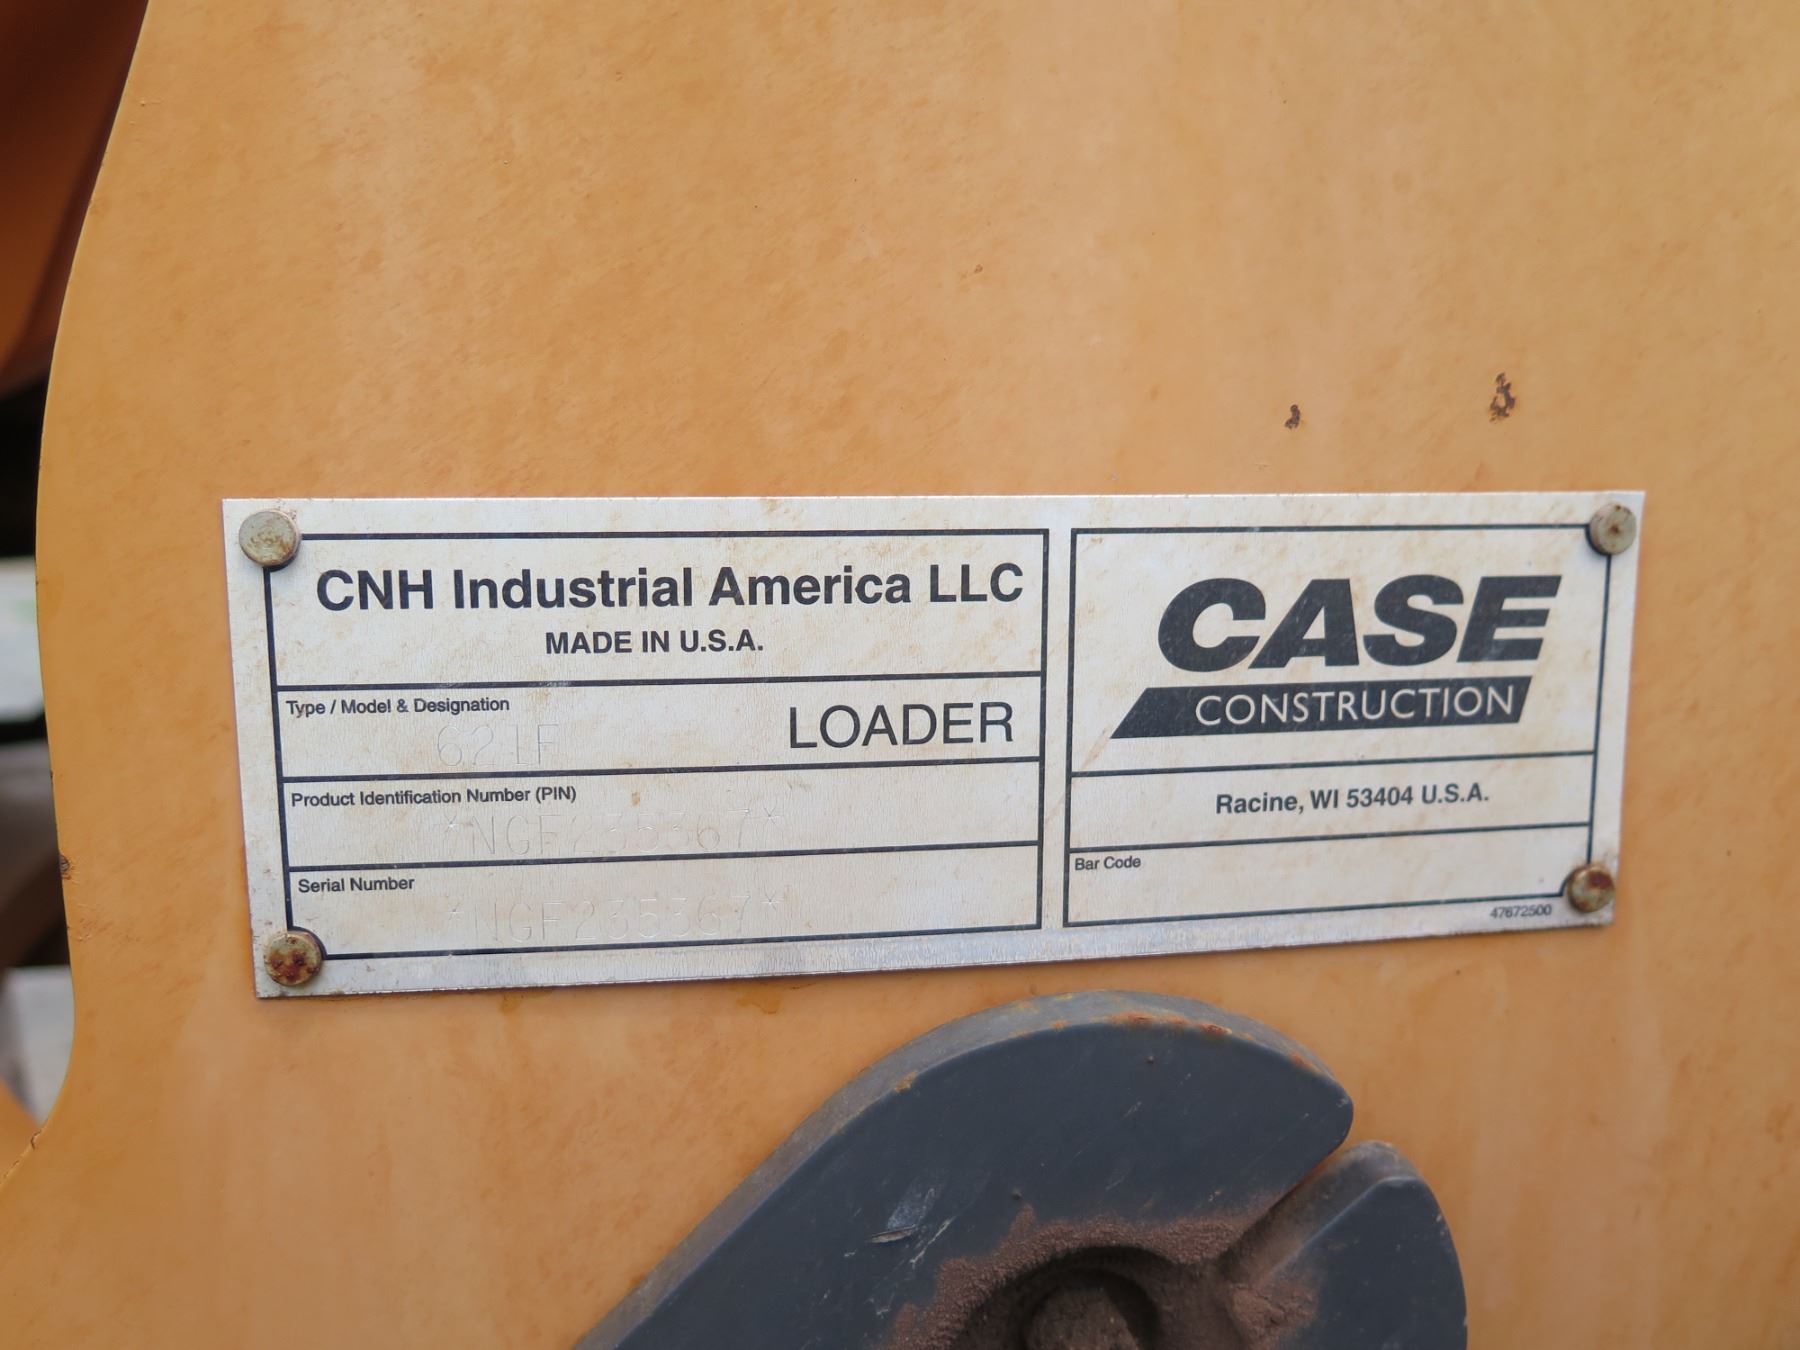 CNH Industrial America LLC
MADE IN U.S.A.
Type / Model & Designation
621F
LOADER
Product Identification Number (PIN)
*NGF235367*
Serial Number
*NGF235367*
CASE
CONSTRUCTION
Racine, WI 53404 U.S.A.
Bar Code
47672500